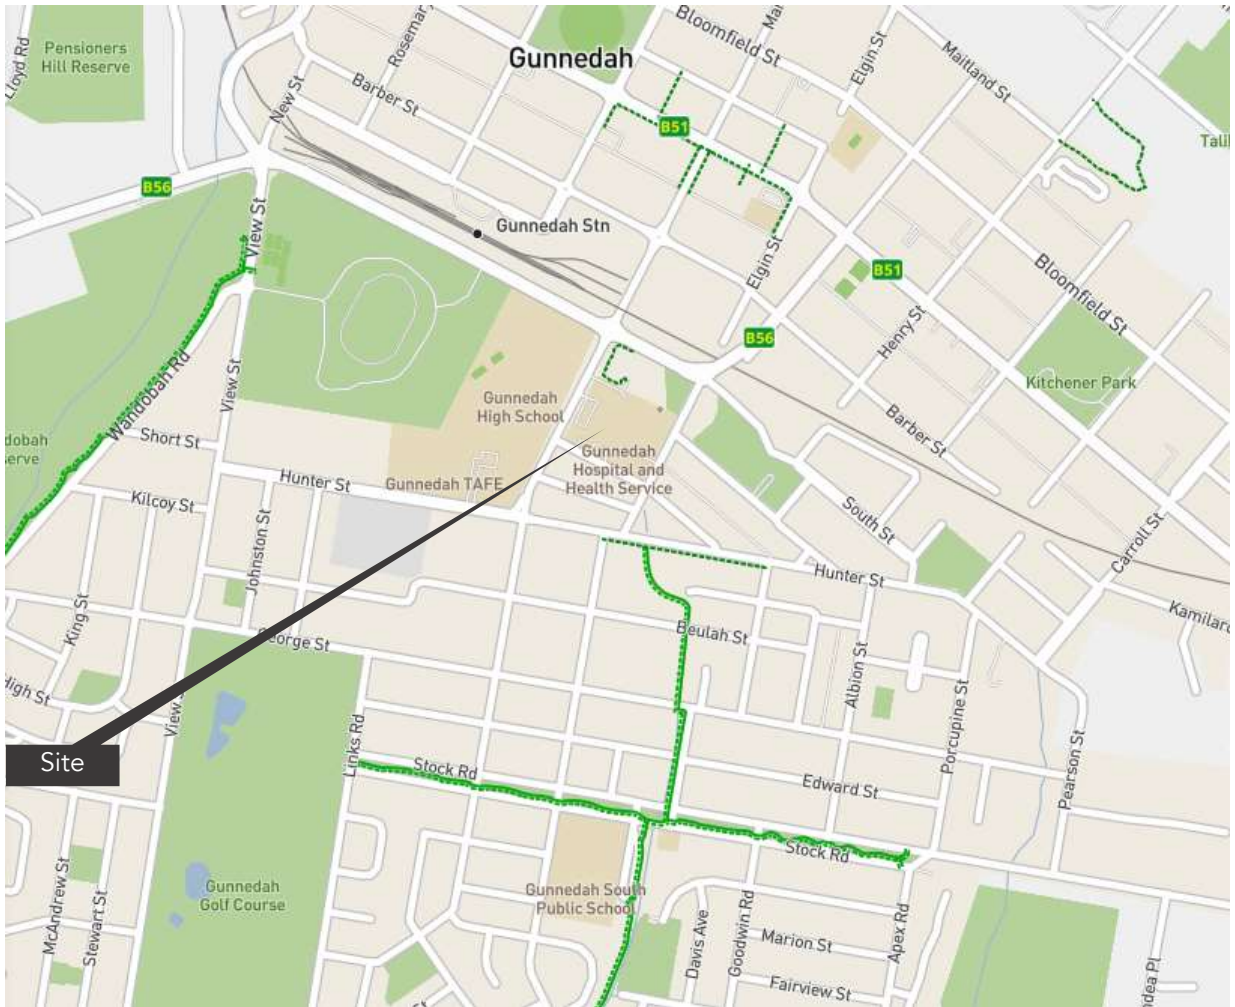 Lloyd Rd
Pensioners
Hill Reserve
New St
Barber St
Gunnedah
Bloomfield St
Elgin St
Maitland St
B51
B56
View St
Gunnedah Stn
Elgin St
B51
Bloomfield St
B56
Henry St
Kitchener Park
Wandobah Rd
View St
Short St
Gunnedah
High School
Gunnedah TAFE
Gunnedah
Hospital and
Health Service
Barber St
Hunter St
Kilcoy St
Johnston St
South St
Carroll St
Hunter St
King St
George St
Beulah St
Albion St
Porcupine St
High St
Site
Links Rd
Stock Rd
Edward St
Pearson St
Stock Rd
McAndrew St
Stewart St
Gunnedah
Golf Course
Gunnedah South
Public School
Davis Ave
Goodwin Rd
Marion St
Apex Rd
Fairview St